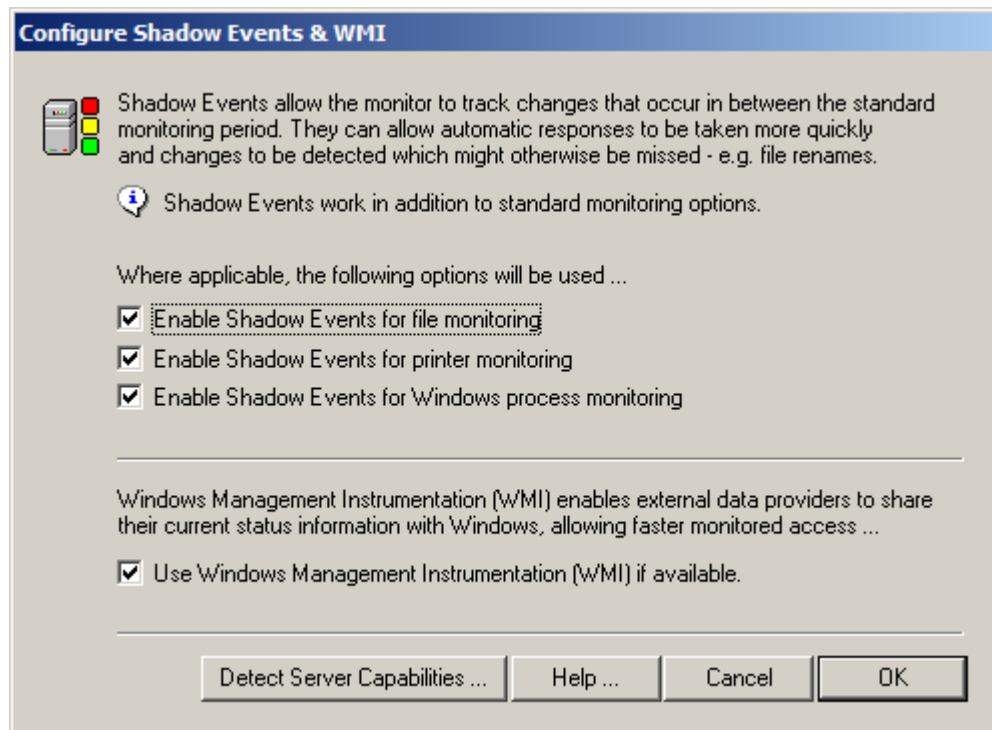 Configure Shadow Events & WMI
Shadow Events allow the monitor to track changes that occur in between the standard
monitoring period. They can allow automatic responses to be taken more quickly
and changes to be detected which might otherwise be missed - e.g. file renames.
Shadow Events work in addition to standard monitoring options.
Where applicable, the following options will be used ...
Enable Shadow Events for file monitoring
Enable Shadow Events for printer monitoring
Enable Shadow Events for Windows process monitoring
Windows Management Instrumentation (WMI) enables external data providers to share
their current status information with Windows, allowing faster monitored access ...
Use Windows Management Instrumentation (WMI) if available.
Detect Server Capabilities ...
Help ...
Cancel
OK